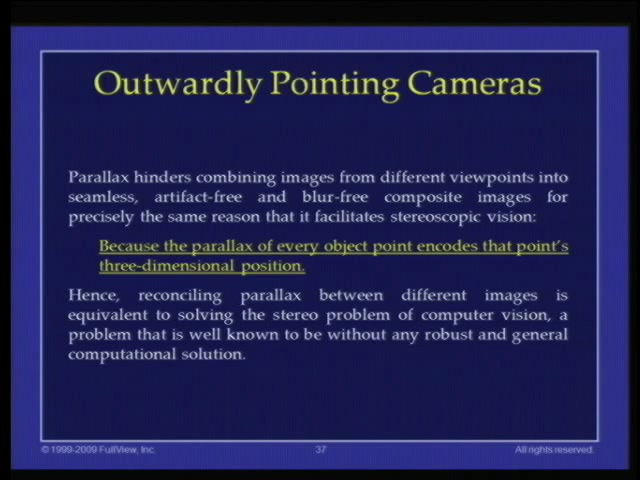 Outwardly Pointing Cameras
Parallax hinders combining images from different viewpoints into
seamless, artifact-free and blur-free composite images for
precisely the same reason that it facilitates stereoscopic vision:
Because the parallax of every object point encodes that point's
three-dimensional position.
Hence, reconciling parallax between different images is
equivalent to solving the stereo problem of computer vision, a
problem that is well known to be without any robust and general
computational solution.
© 1999-2009 FullView, Inc. 37 All rights reserved.